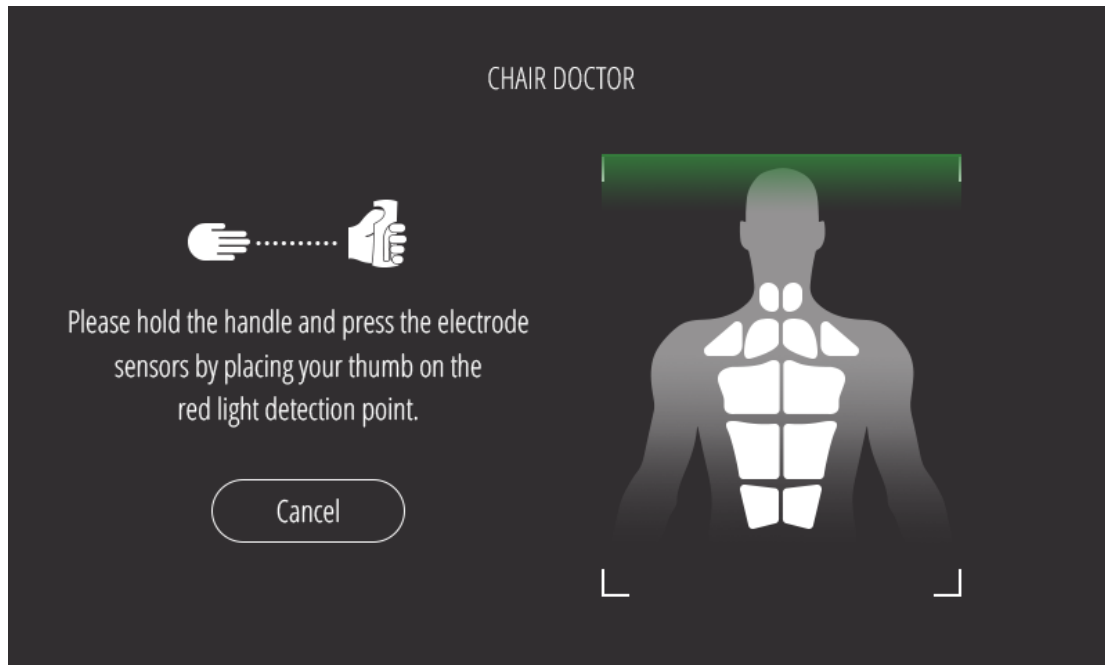 CHAIR DOCTOR
Please hold the handle and press the electrode
sensors by placing your thumb on the
red light detection point.
Cancel